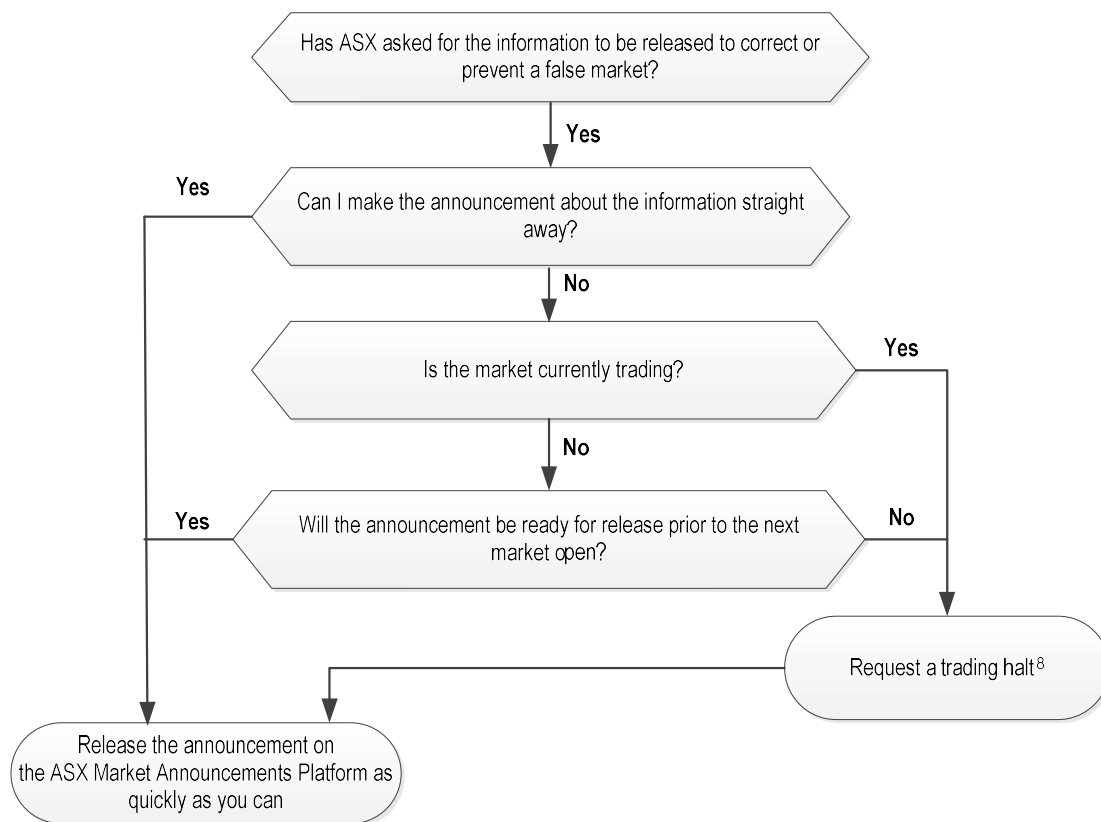 Has ASX asked for the information to be released to correct or
prevent a false market?
Yes
Yes
Can I make the announcement about the information straight
away?
No
Yes
Is the market currently trading?
No
Yes
Will the announcement be ready for release prior to the next
market open?
No
Request a trading halt⁸
Release the announcement on
the ASX Market Announcements Platform as
quickly as you can